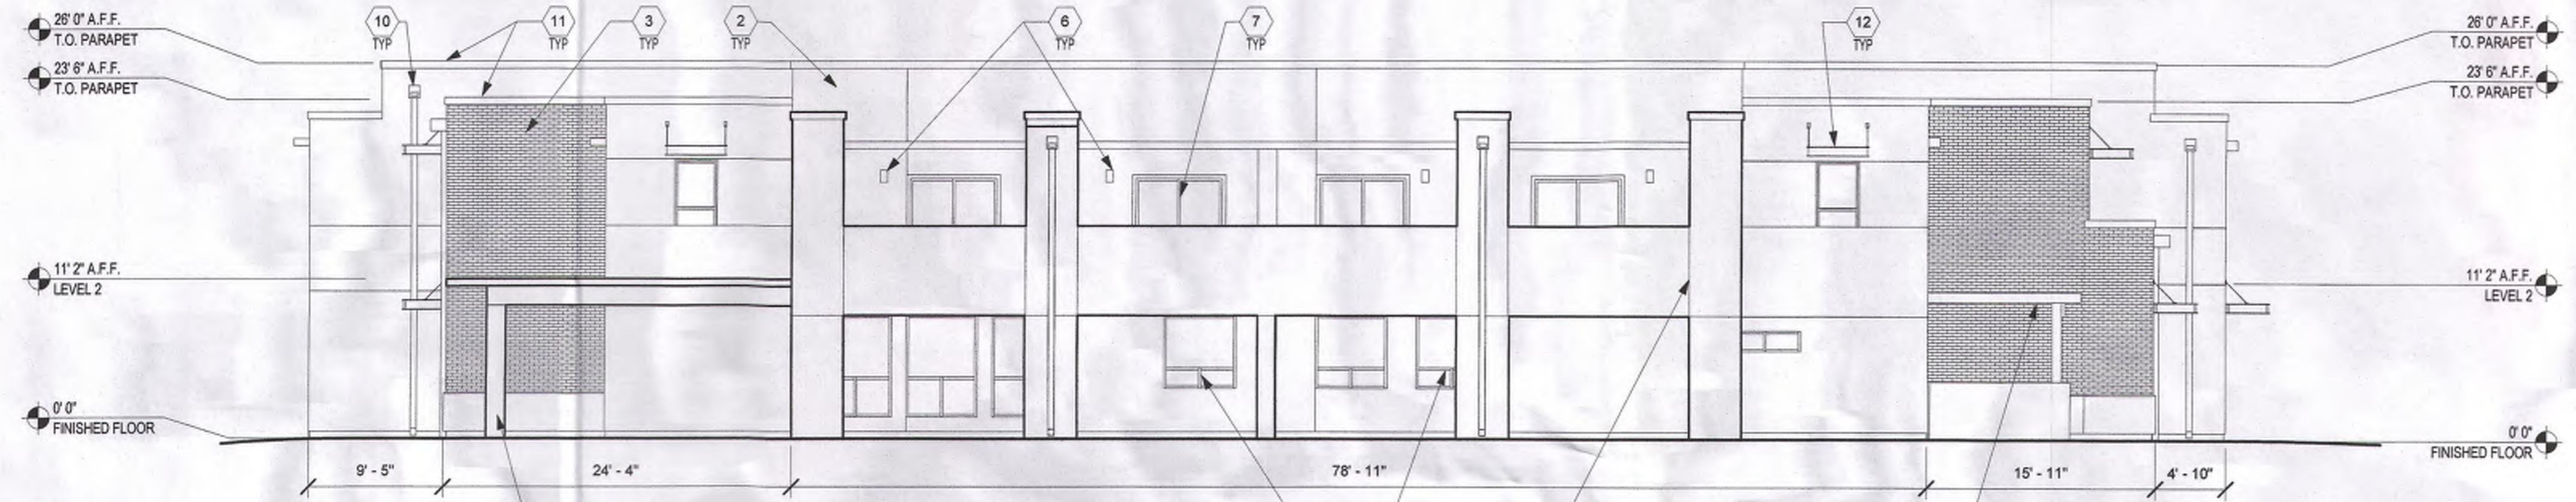 26' 0" A.F.F.
T.O. PARAPET
23' 6" A.F.F.
T.O. PARAPET
11' 2" A.F.F.
LEVEL 2
0' 0"
FINISHED FLOOR
10
TYP
11
3
TYP
2
TYP
6
TYP
7
TYP
12
TYP
26' 0" A.F.F.
T.O. PARAPET
23' 6" A.F.F.
T.O. PARAPET
11' 2" A.F.F.
LEVEL 2
0' 0"
FINISHED FLOOR
9' - 5"
24' - 4"
78' - 11"
15' - 11"
4' - 10"